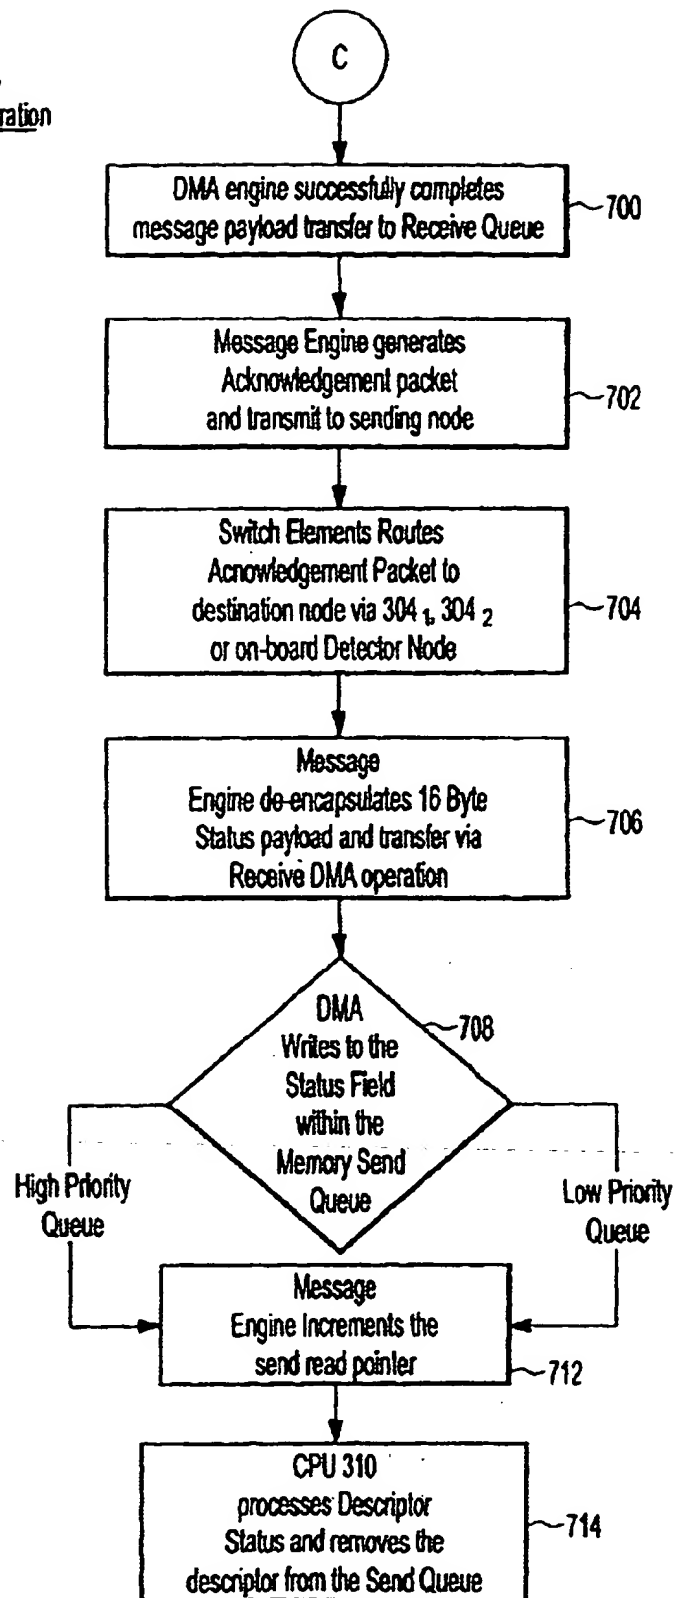 ration
C
DMA engine successfully completes
message payload transfer to Receive Queue
700
Message Engine generates
Acknowledgement packet
and transmit to sending node
702
Switch Elements Routes
Acnowledgement Packet to
destination node via 304 1, 304 2
or on-board Detector Node
704
Message
Engine de-encapsulates 16 Byte
Status payload and transfer via
Receive DMA operation
706
DMA
Writes to the
Status Field
within the
Memory Send
Queue
708
High Priority
Queue
Low Priority
Queue
Message
Engine Increments the
send read pointer
712
CPU 310
processes Descriptor
Status and removes the
descriptor from the Send Queue
714